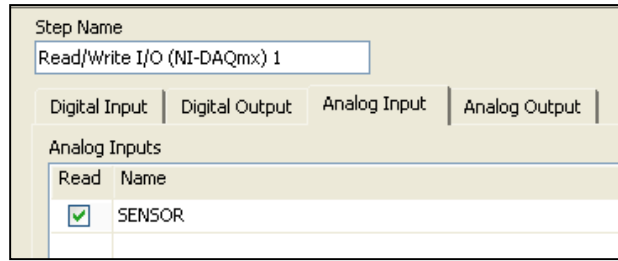 Step Name
Read/Write I/O (NI-DAQmx) 1
Digital Input Digital Output Analog Input Analog Output
Analog Inputs
Read Name
SENSOR